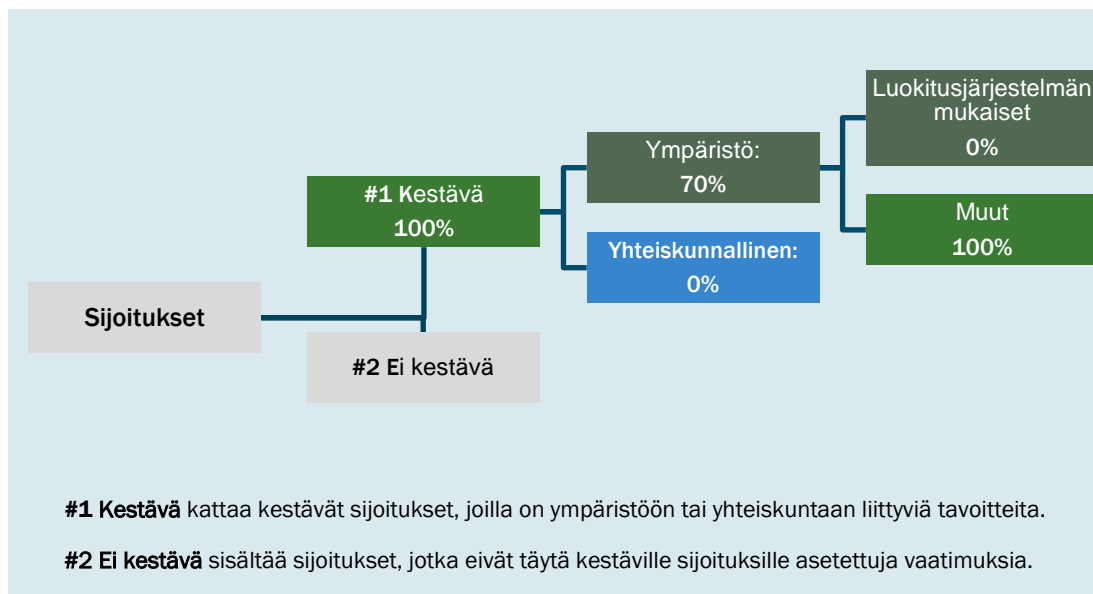 Luokitusjärjestelmän
mukaiset
0%
Ympäristö:
70%
#1 Kestävä
100%
Muut
100%
Yhteiskunnallinen:
0%
Sijoitukset
#2 Ei kestävä
#1 Kestävä kattaa kestävät sijoitukset, joilla on ympäristöön tai yhteiskuntaan liittyviä tavoitteita.
#2 Ei kestävä sisältää sijoitukset, jotka eivät täytä kestäville sijoituksille asetettuja vaatimuksia.